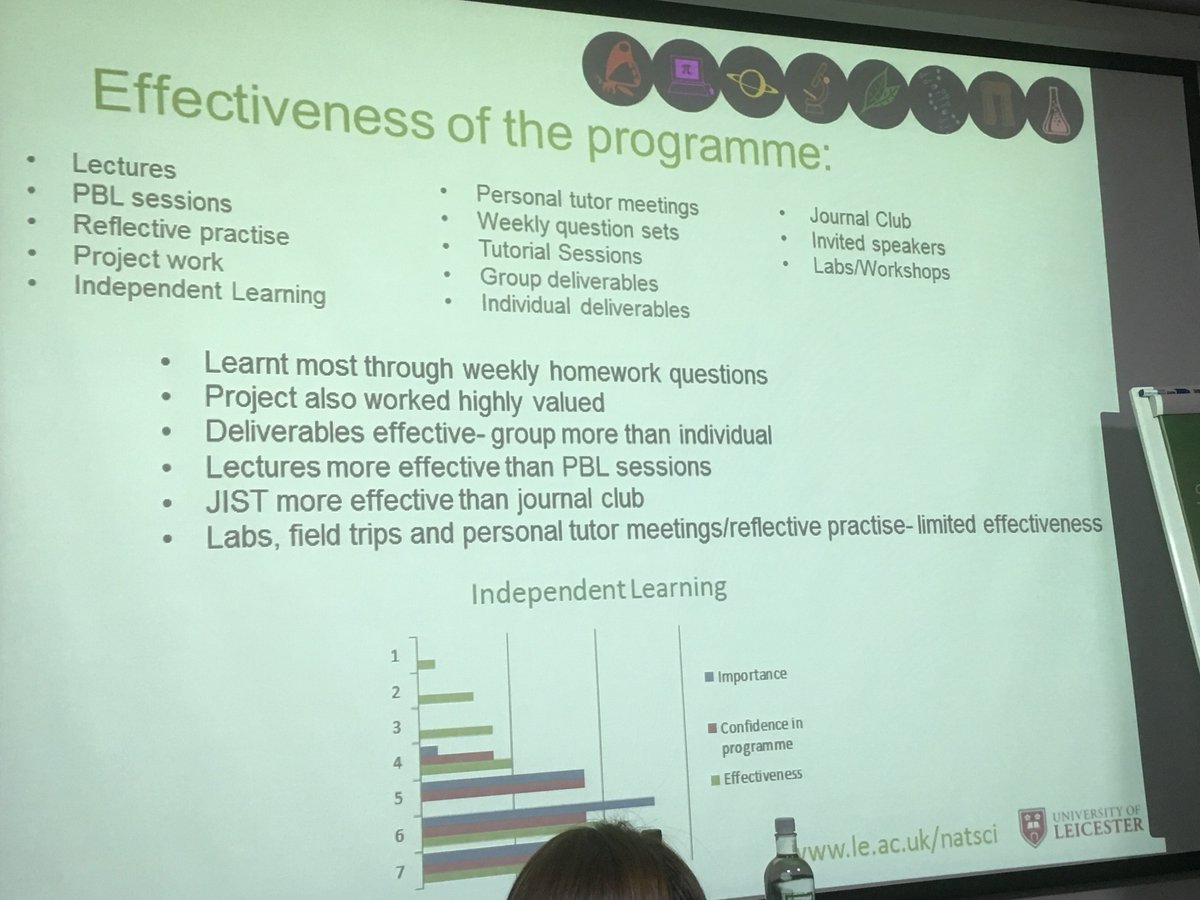 π
Effectiveness of the programme:
• Lectures
• PBL sessions
• Reflective practise
• Project work
• Independent Learning
• Personal tutor meetings
• Weekly question sets
• Tutorial Sessions
• Group deliverables
• Individual deliverables
• Journal Club
• Invited speakers
• Labs/Workshops
• Learnt most through weekly homework questions
• Project also worked highly valued
• Deliverables effective- group more than individual
• Lectures more effective than PBL sessions
• JIST more effective than journal club
• Labs, field trips and personal tutor meetings/reflective practise- limited effectiveness
Independent Learning
1
2
3
4
5
6
7
Importance
Confidence in
programme
Effectiveness
www.le.ac.uk/natsci
UNIVERSITY OF
LEICESTER